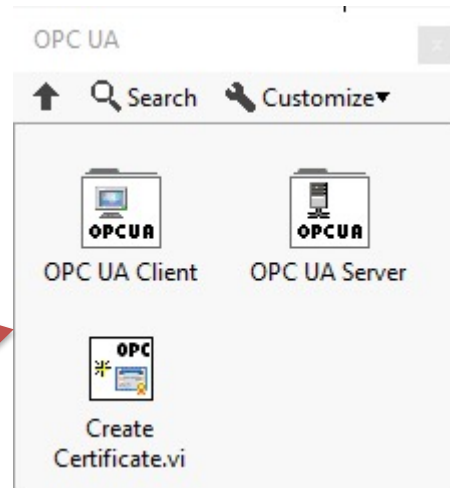 OPC UA
x
Search Customize
OPCUA OPCUA
OPC UA Client OPC UA Server
OPC
Create
Certificate.vi